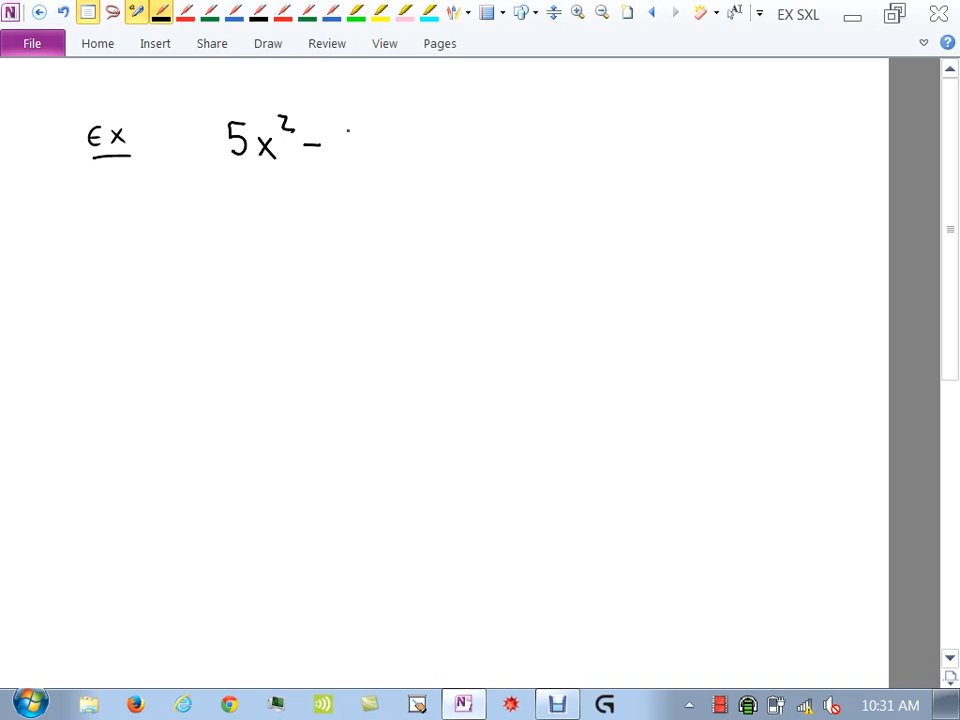 EX SXL
File Home Insert Share Draw Review View Pages
Ex 5x² -
10:31 AM